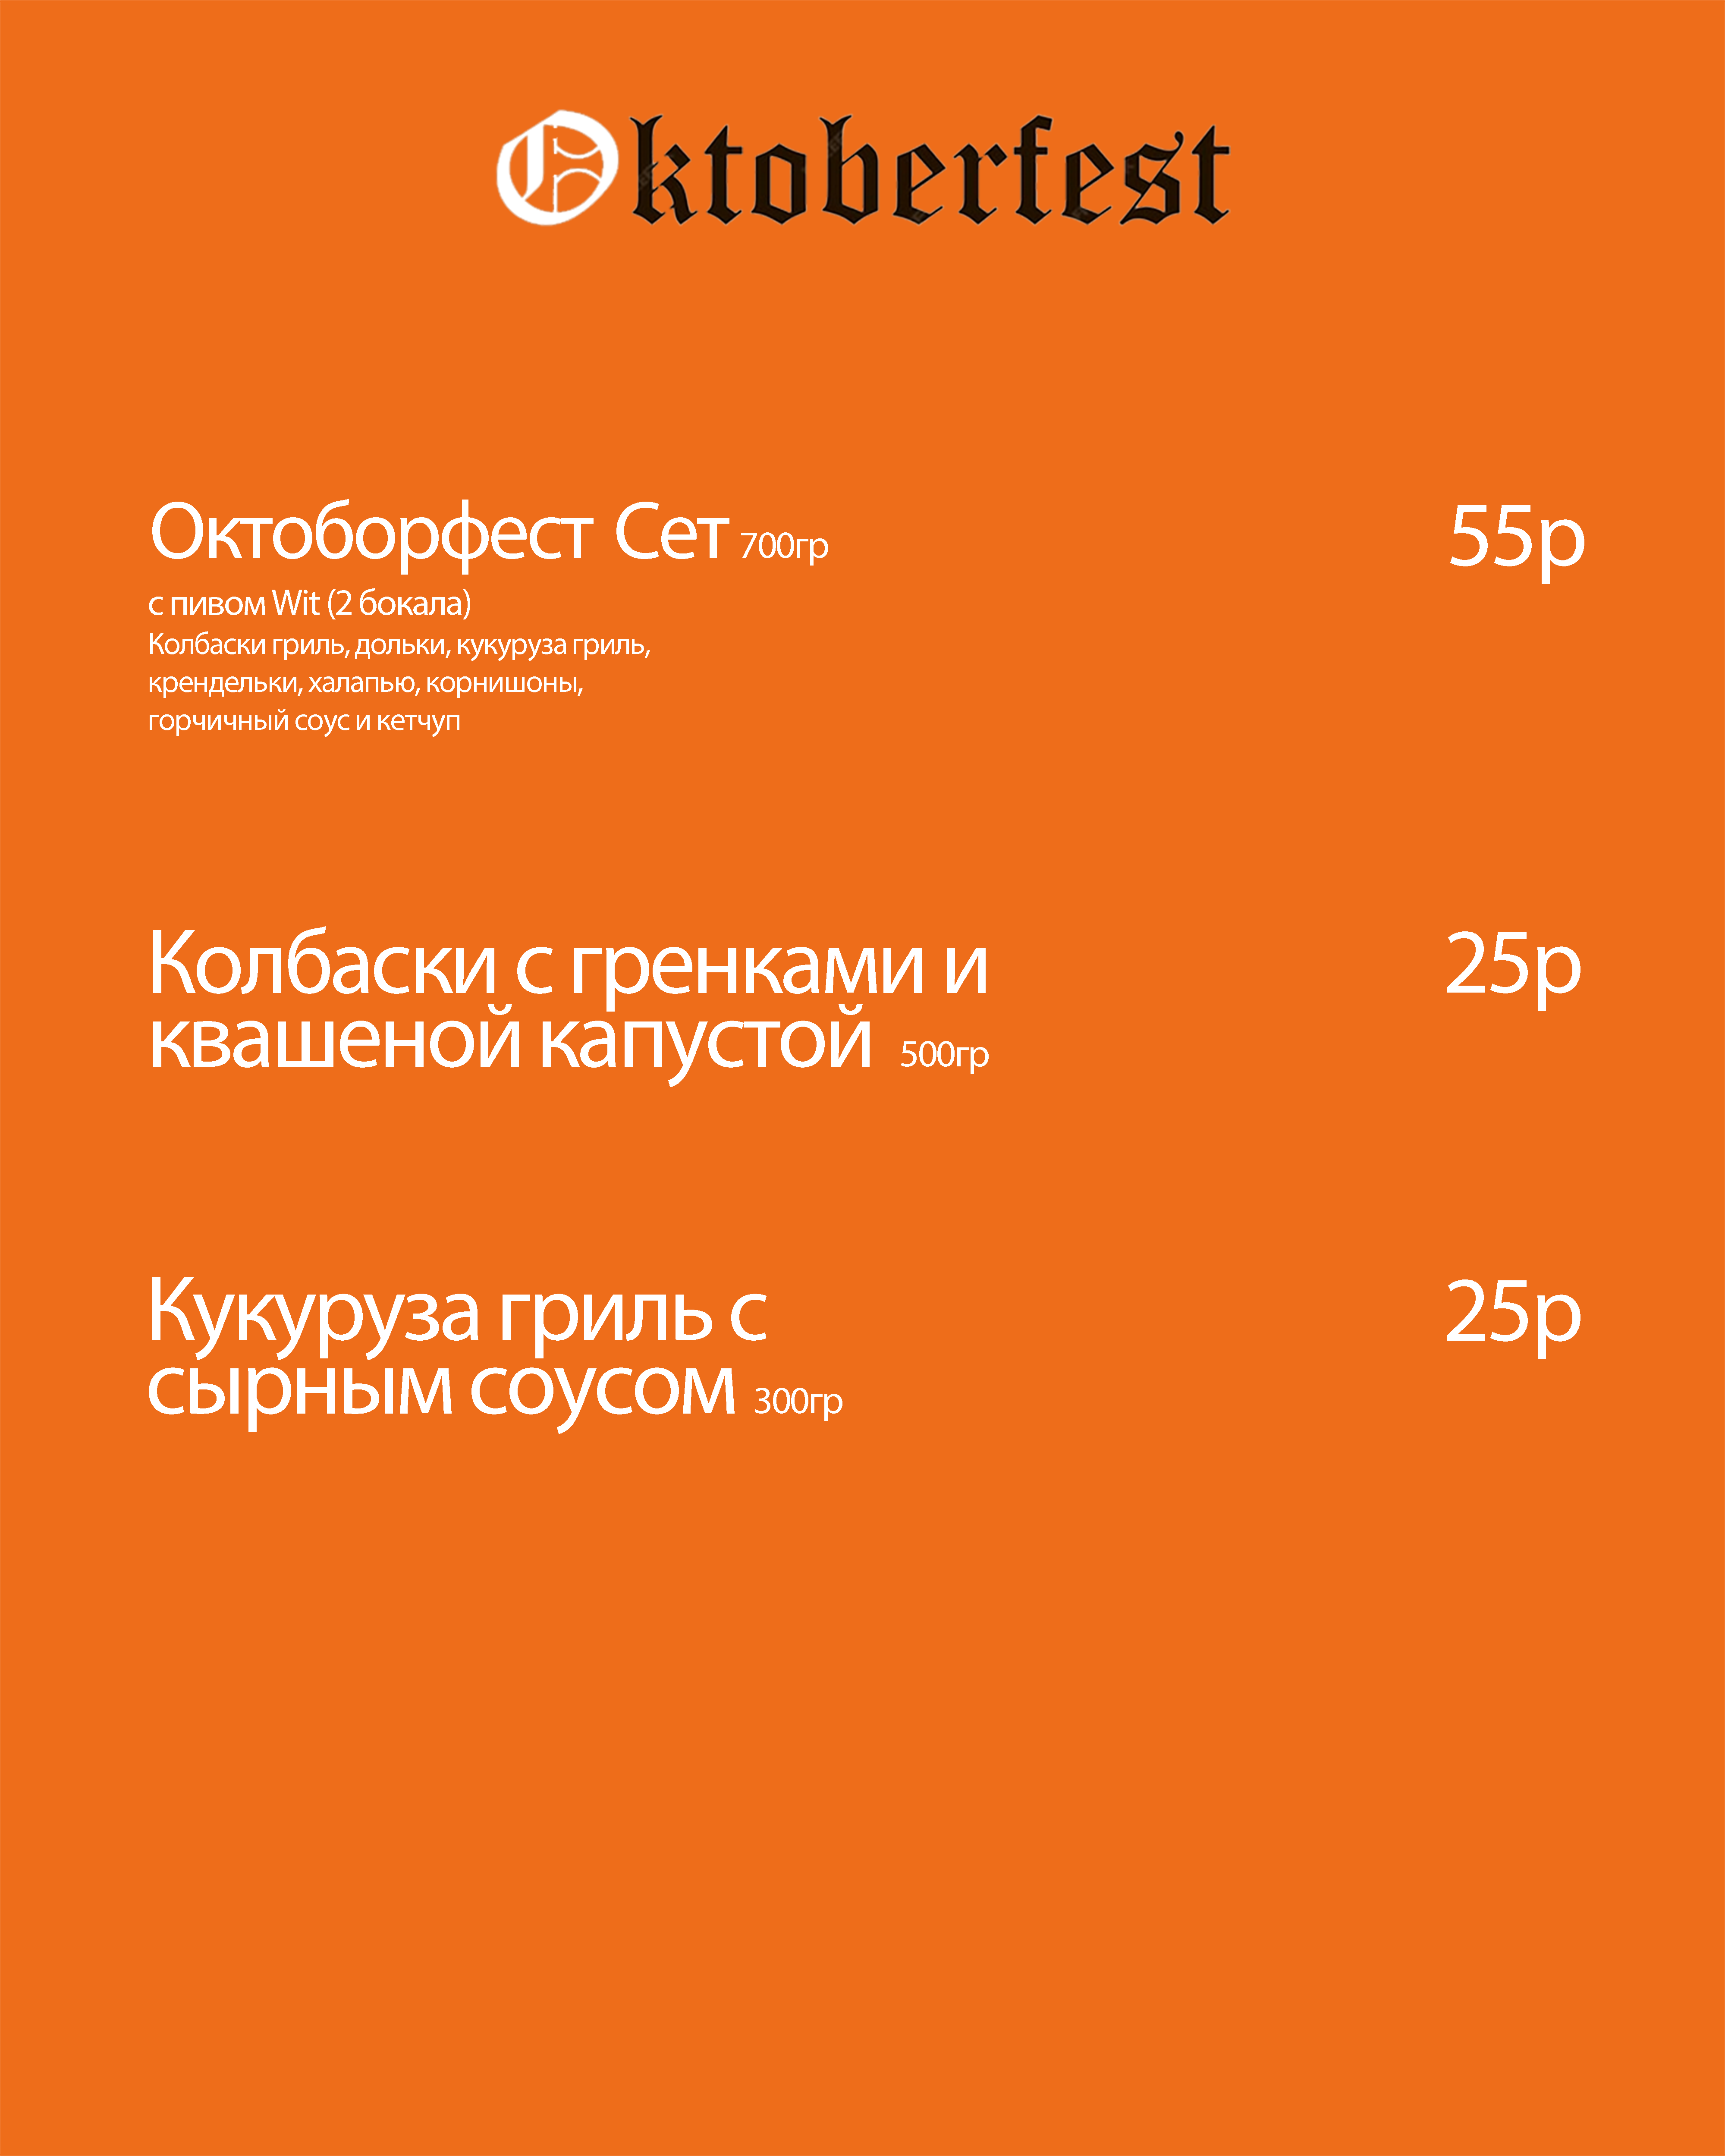 Oktoberfest
Октоборфест Сет 700гр 55р
с пивом Wit (2 бокала)
Колбаски гриль, дольки, кукуруза гриль,
крендельки, халапью, корнишоны,
горчичный соус и кетчуп
Колбаски с гренками и 25р
квашеной капустой 500гр
Кукуруза гриль с 25р
сырным соусом 300гр